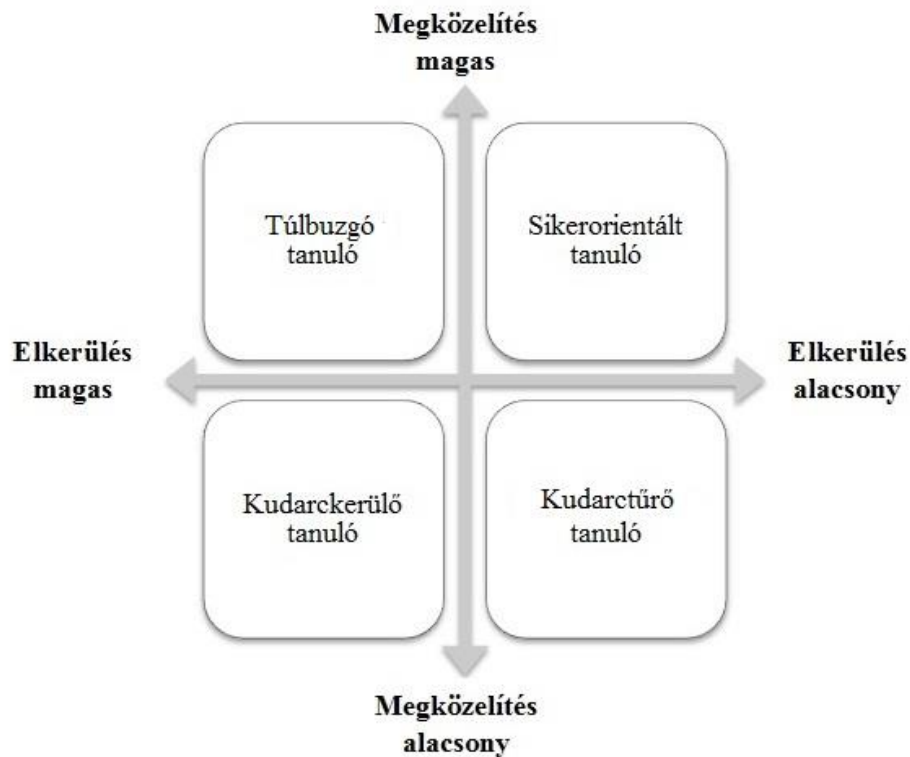 Megközelítés
magas
Túlbuzgó
tanuló
Sikerorientált
tanuló
Elkerülés
magas
Elkerülés
alacsony
Kudarckerülő
tanuló
Kudarctűrő
tanuló
Megközelítés
alacsony